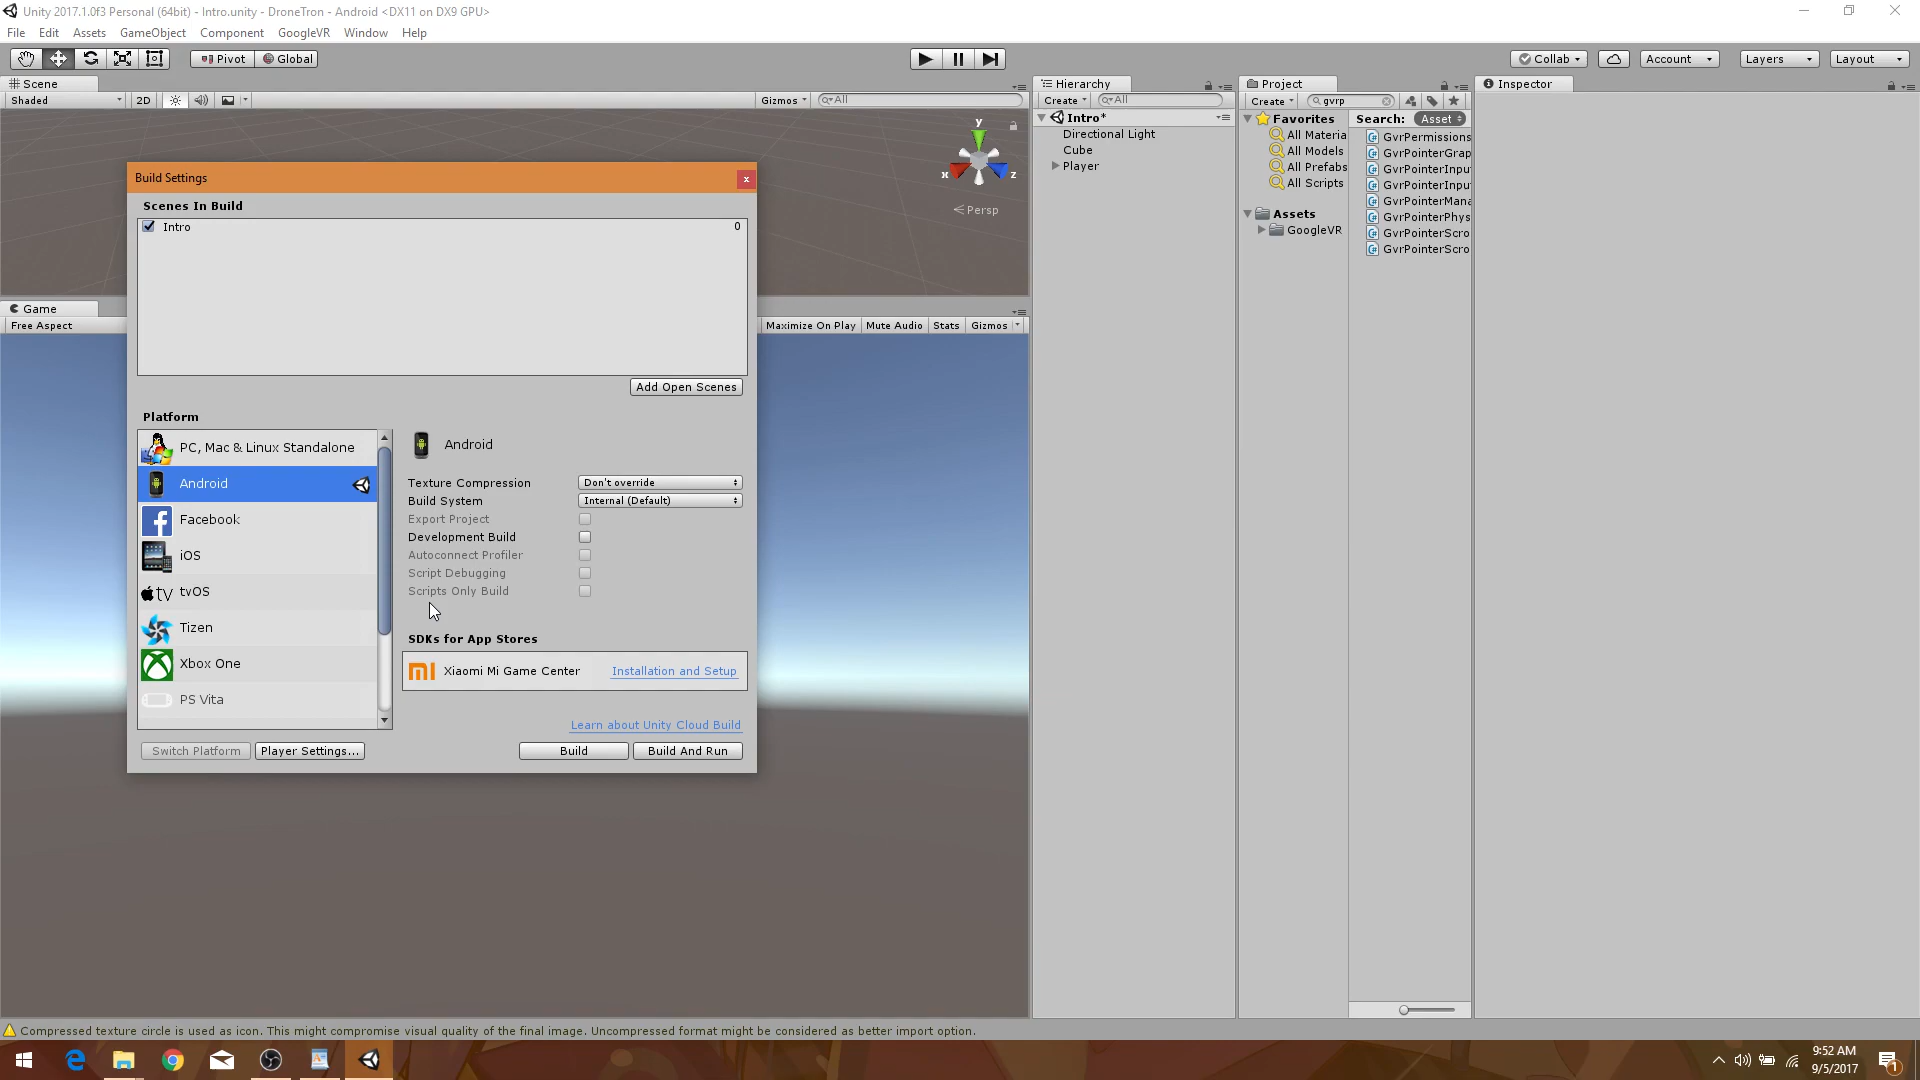 Unity 2017.1.0f3 Personal (64bit) - Intro.unity - DroneTron - Android <DX11 on DX9 GPU>
File Edit Assets GameObject Component GoogleVR Window Help
Pivot Global Collab Account Layers Layout
Scene
Shaded 2D Gizmos All
y
x
z
Persp
Build Settings
x
Scenes In Build
Intro 0
Add Open Scenes
Platform
PC, Mac & Linux Standalone
Android
Facebook
iOS
tv tvOS
Tizen
Xbox One
PS Vita
Android
Texture Compression Don't override
Build System Internal (Default)
Export Project
Development Build
Autoconnect Profiler
Script Debugging
Scripts Only Build
SDKs for App Stores
Xiaomi Mi Game Center Installation and Setup
Learn about Unity Cloud Build
Switch Platform Player Settings... Build Build And Run
Game
Free Aspect Maximize On Play Mute Audio Stats Gizmos
Hierarchy
Create All
Intro*
Directional Light
Cube
Player
Project
Create gvrp
Favorites
All Materia
All Models
All Prefabs
All Scripts
Assets
GoogleVR
Search: Asset
GvrPermissions
GvrPointerGrap
GvrPointerInpu
GvrPointerInpu
GvrPointerMana
GvrPointerPhys
GvrPointerScro
GvrPointerScro
Inspector
Compressed texture circle is used as icon. This might compromise visual quality of the final image. Uncompressed format might be considered as better import option.
9:52 AM
9/5/2017
1